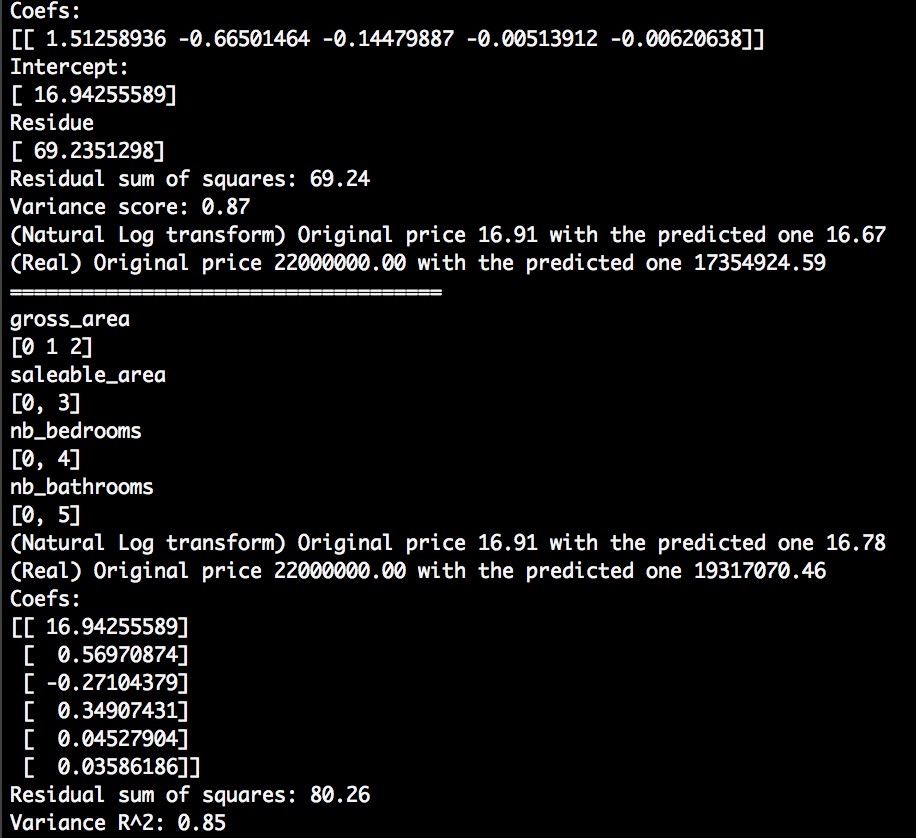 Coefs:
[[ 1.51258936 -0.66501464 -0.14479887 -0.00513912 -0.00620638]]
Intercept:
[ 16.94255589]
Residue
[ 69.2351298]
Residual sum of squares: 69.24
Variance score: 0.87
(Natural Log transform) Original price 16.91 with the predicted one 16.67
(Real) Original price 22000000.00 with the predicted one 17354924.59
====================================
gross_area
[0 1 2]
saleable_area
[0, 3]
nb_bedrooms
[0, 4]
nb_bathrooms
[0, 5]
(Natural Log transform) Original price 16.91 with the predicted one 16.78
(Real) Original price 22000000.00 with the predicted one 19317070.46
Coefs:
[[ 16.94255589]
 [  0.56970874]
 [ -0.27104379]
 [  0.34907431]
 [  0.04527904]
 [  0.03586186]]
Residual sum of squares: 80.26
Variance R^2: 0.85